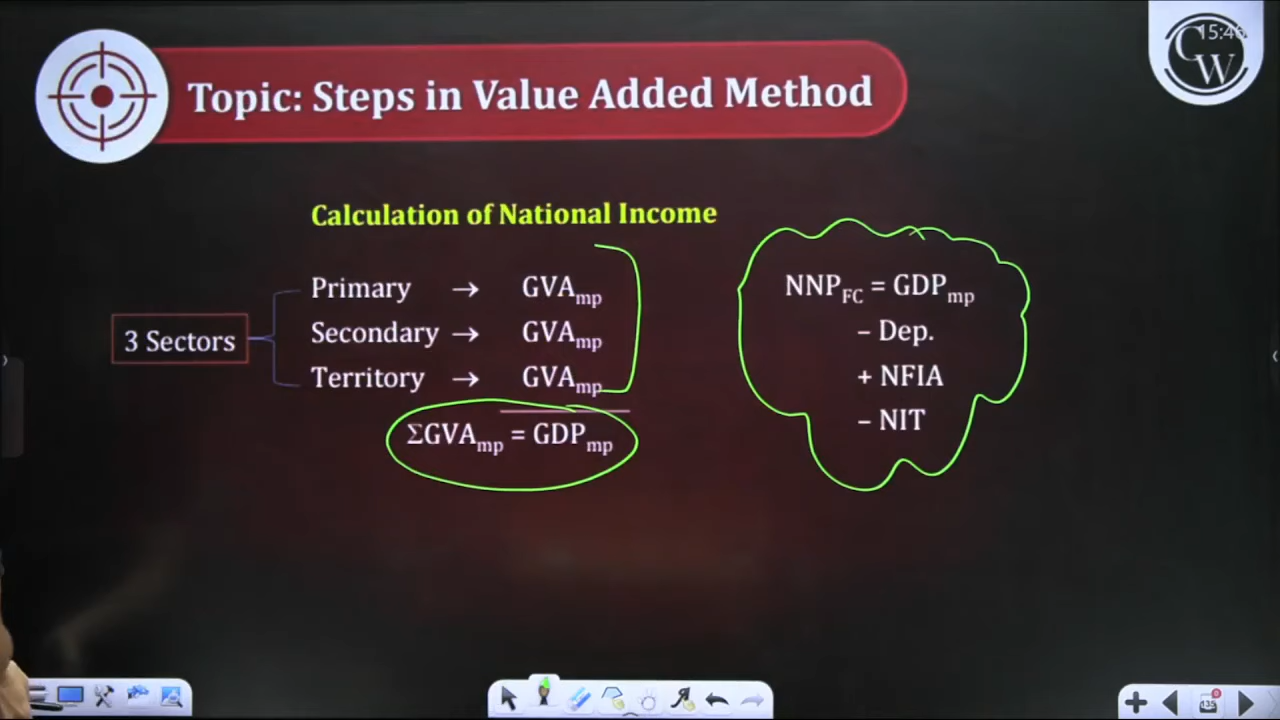 Topic: Steps in Value Added Method
CW
Calculation of National Income
3 Sectors
Primary → GVAmp
Secondary → GVAmp
Territory → GVAmp
ΣGVAmp = GDPmp
NNPFC = GDPmp
– Dep.
+ NFIA
– NIT